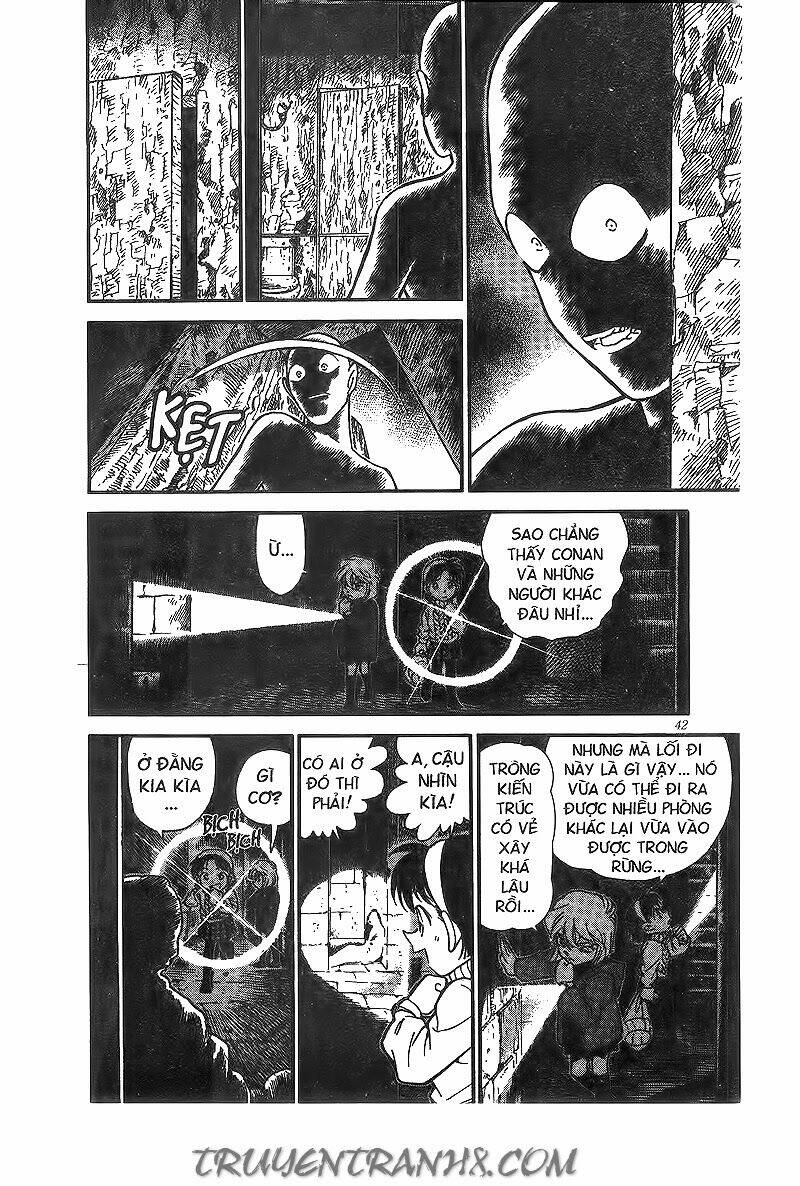 KẸT
SAO CHẲNG
THẤY CONAN
VÀ NHỮNG
NGƯỜI KHÁC
ĐÂU NHỈ...
Ừ...
42
NHƯNG MÀ LỐI ĐI
NÀY LÀ GÌ VẬY... NÓ
VỪA CÓ THỂ ĐI RA
ĐƯỢC NHIỀU PHÒNG
KHÁC LẠI VỪA VÀO
ĐƯỢC TRONG
RỪNG...
TRÔNG
KIẾN
TRÚC
CÓ VẺ
XÂY
KHÁ
LÂU
RỒI...
A, CẬU
NHÌN
KÌA!
CÓ AI Ở
ĐÓ THÌ
PHẢI!
GÌ
CƠ?
Ở ĐẰNG
KIA KÌA
...
BỊCH
BỊCH
TRUYENTRANH8.COM